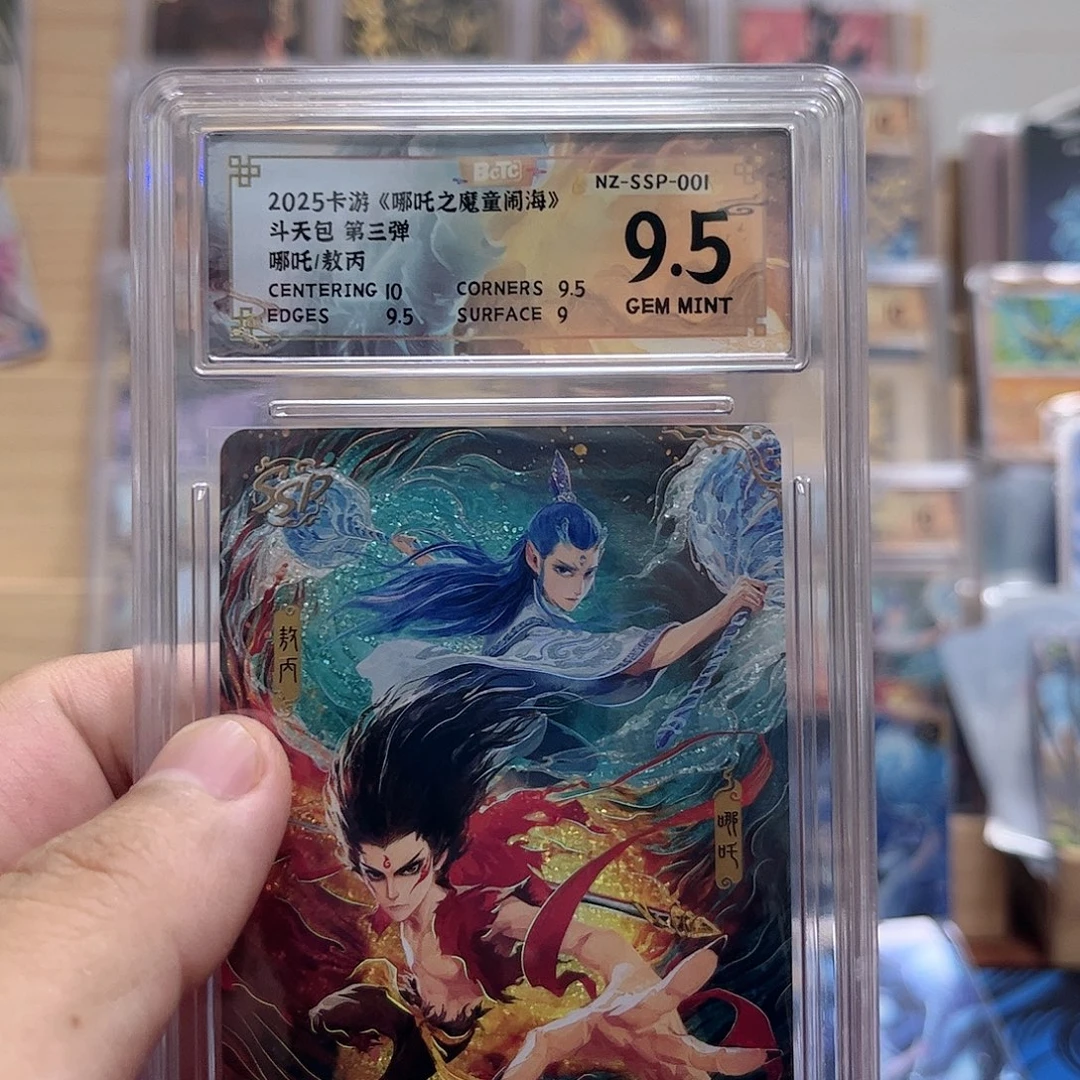 BCTC
NZ-SSP-001
2025卡游《哪吒之魔童闹海》
斗天包 第三弹
哪吒/敖丙
9.5
GEM MINT
CENTERING 10 CORNERS 9.5
EDGES 9.5 SURFACE 9
SSP
敖丙
哪吒